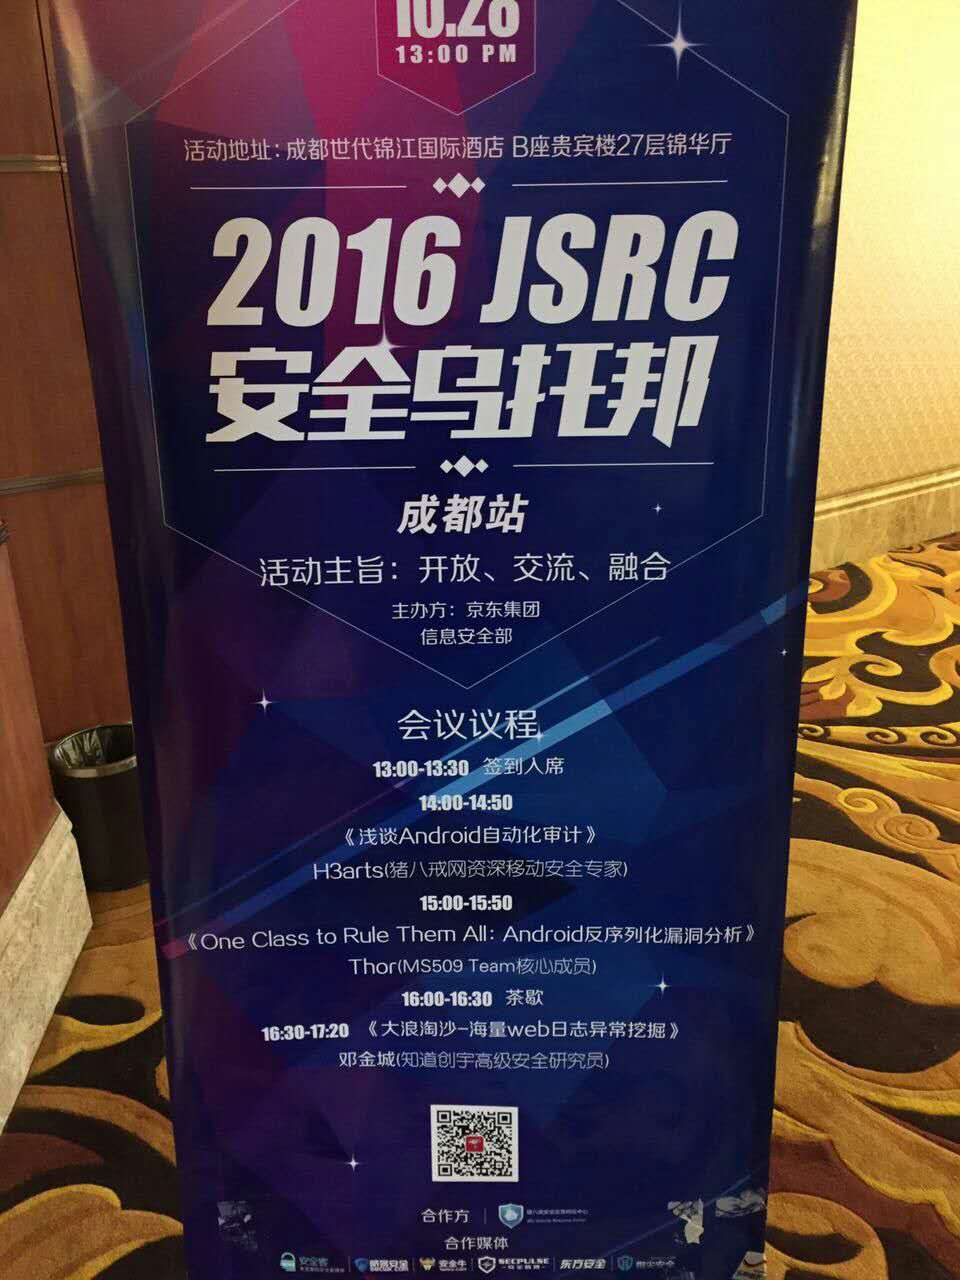 10.28
13:00 PM
活动地址：成都世代锦江国际酒店 B座贵宾楼27层锦华厅
2016 JSRC
安全乌托邦
成都站
活动主旨：开放、交流、融合
主办方：京东集团
信息安全部
会议议程
13:00-13:30 签到入席
14:00-14:50
《浅谈Android自动化审计》
H3arts(猪八戒网资深移动安全专家)
15:00-15:50
《One Class to Rule Them All：Android反序列化漏洞分析》
Thor(MS509 Team核心成员)
16:00-16:30 茶歇
16:30-17:20 《大浪淘沙-海量web日志异常挖掘》
邓金城(知道创宇高级安全研究员)
合作方
合作媒体
安全客 安全牛 SECPULSE 东方安全